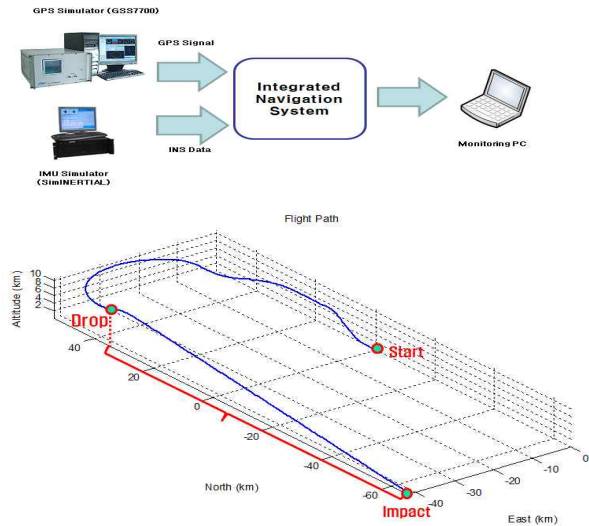 GPS Simulator (GSS7700)
GPS Signal
Integrated
Navigation
System
Monitoring PC
INS Data
IMU Simulator
(SimINERTIAL)
Flight Path
Altitude (km)
10
8
6
4
2
Drop
Start
40
20
0
-20
-40
-60
North (km)
Impact
-40
-30
-20
-10
0
East (km)